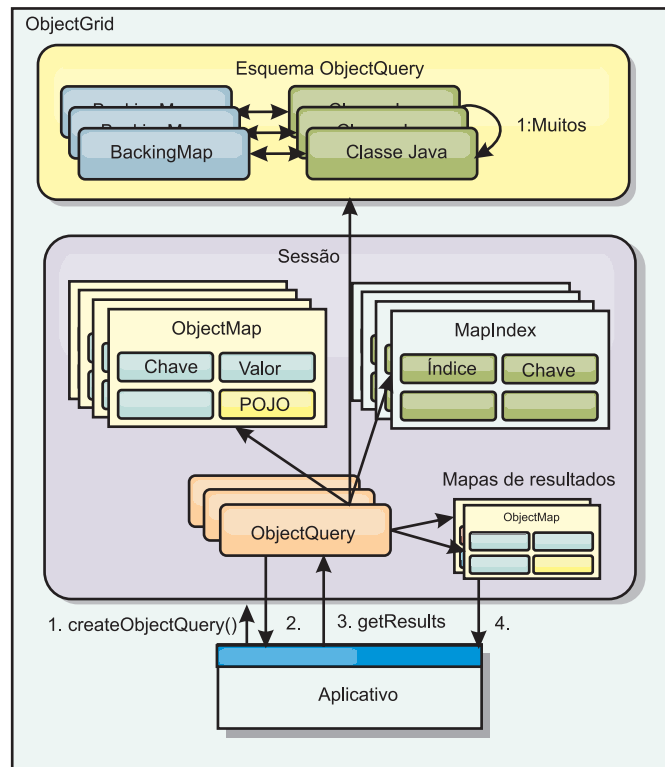 ObjectGrid
Esquema ObjectQuery
BackingMap
Classe Java
1:Muitos
Sessão
ObjectMap
Chave
Valor
POJO
MapIndex
Índice
Chave
Mapas de resultados
ObjectMap
ObjectQuery
1. createObjectQuery()
2.
3. getResults
4.
Aplicativo